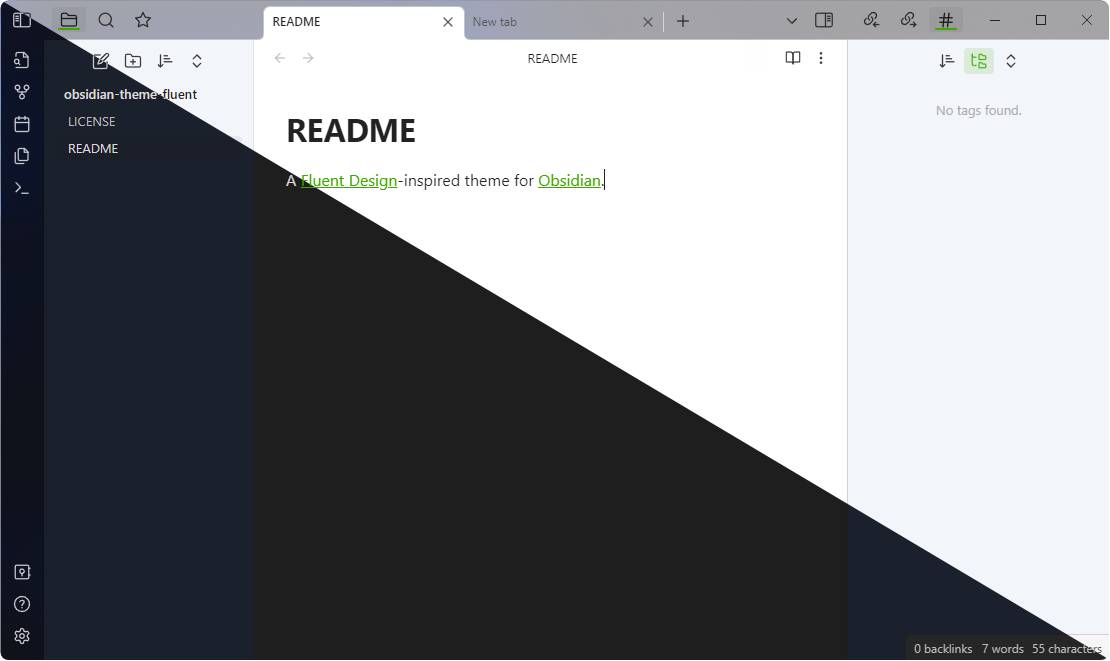 README
New tab
README
obsidian-theme-fluent
LICENSE
README
README
A Fluent Design-inspired theme for Obsidian.
No tags found.
0 backlinks 7 words 55 characters